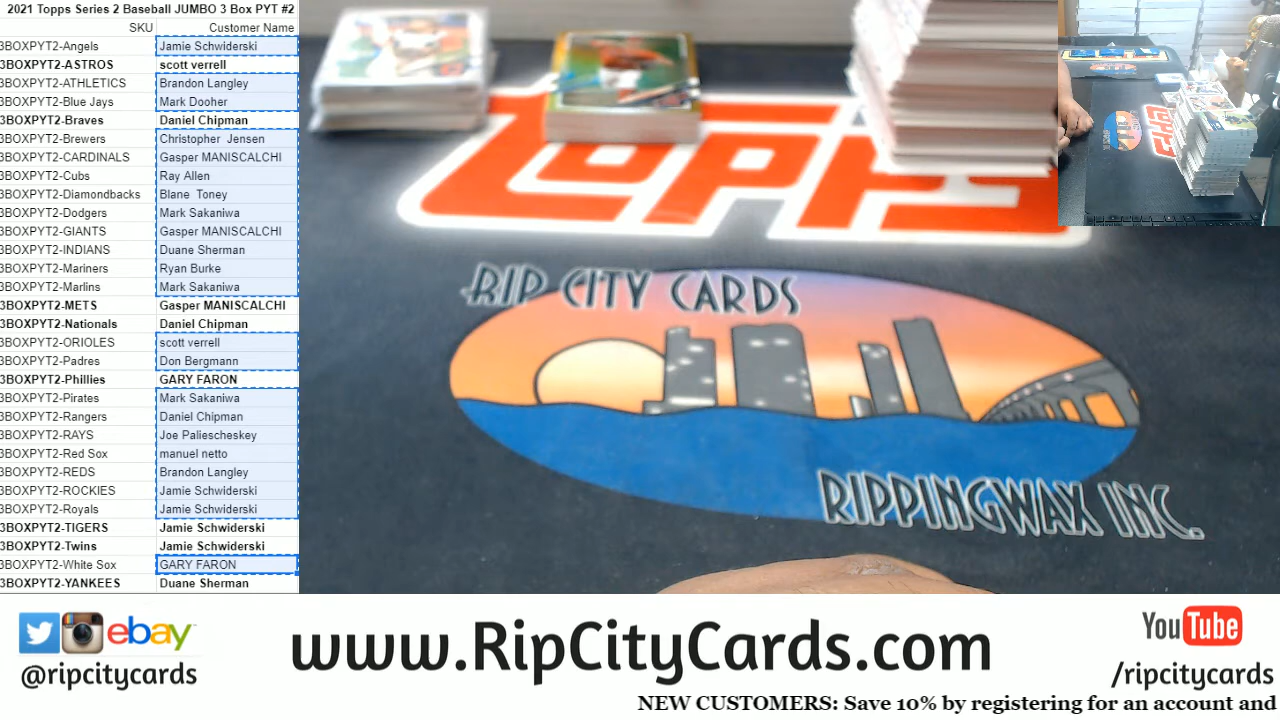 2021 Topps Series 2 Baseball JUMBO 3 Box PYT #2
SKU Customer Name
3BOXPYT2-Angels Jamie Schwiderski
3BOXPYT2-ASTROS scott verrell
3BOXPYT2-ATHLETICS Brandon Langley
3BOXPYT2-Blue Jays Mark Dooher
3BOXPYT2-Braves Daniel Chipman
3BOXPYT2-Brewers Christopher Jensen
3BOXPYT2-CARDINALS Gasper MANISCALCHI
3BOXPYT2-Cubs Ray Allen
3BOXPYT2-Diamondbacks Blane Toney
3BOXPYT2-Dodgers Mark Sakaniwa
3BOXPYT2-GIANTS Gasper MANISCALCHI
3BOXPYT2-INDIANS Duane Sherman
3BOXPYT2-Mariners Ryan Burke
3BOXPYT2-Marlins Mark Sakaniwa
3BOXPYT2-METS Gasper MANISCALCHI
3BOXPYT2-Nationals Daniel Chipman
3BOXPYT2-ORIOLES scott verrell
3BOXPYT2-Padres Don Bergmann
3BOXPYT2-Phillies GARY FARON
3BOXPYT2-Pirates Mark Sakaniwa
3BOXPYT2-Rangers Daniel Chipman
3BOXPYT2-RAYS Joe Paliescheskey
3BOXPYT2-Red Sox manuel netto
3BOXPYT2-REDS Brandon Langley
3BOXPYT2-ROCKIES Jamie Schwiderski
3BOXPYT2-Royals Jamie Schwiderski
3BOXPYT2-TIGERS Jamie Schwiderski
3BOXPYT2-Twins Jamie Schwiderski
3BOXPYT2-White Sox GARY FARON
3BOXPYT2-YANKEES Duane Sherman
Topps
RIP CITY CARDS
RIPPINGWAX INC.
ebay
@ripcitycards
www.RipCityCards.com
YouTube
/ripcitycards
NEW CUSTOMERS: Save 10% by registering for an account and